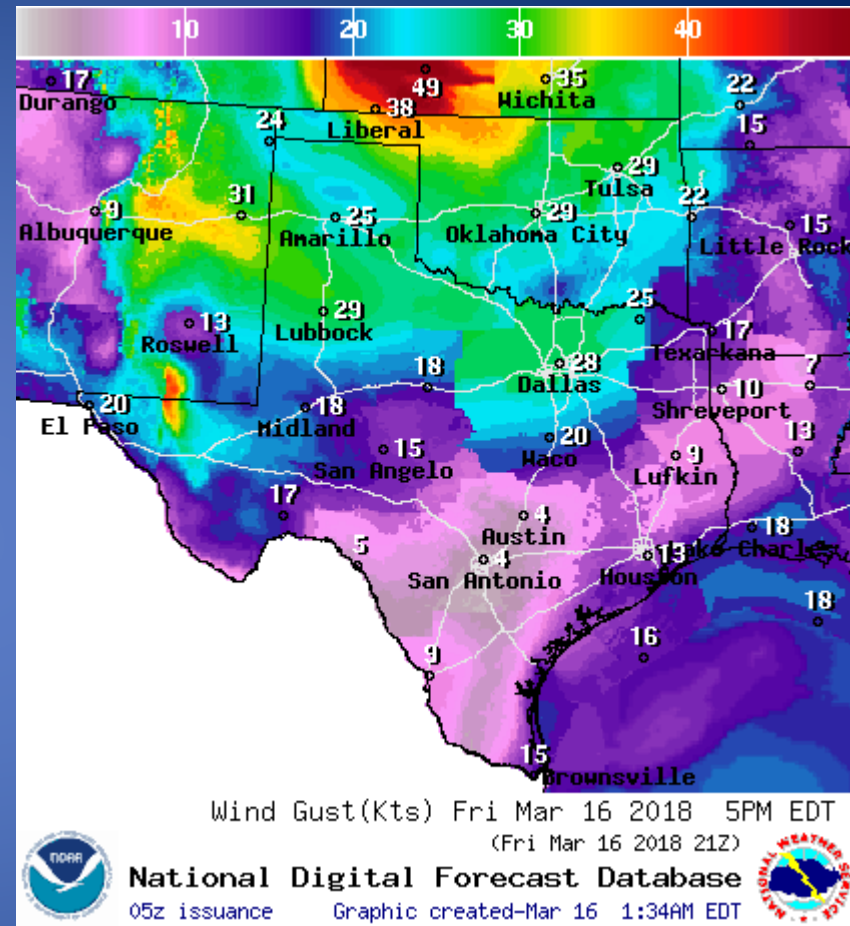 10 20 30 40
17
Durango
49
38
Liberal
35
Wichita
22
24
15
29
Tulsa
9
Albuquerque
31
25
Amarillo
29
Oklahoma City
22
15
Little Rock
13
Roswell
29
Lubbock
25
17
Texarkana
28
Dallas
18
7
10
Shreveport
20
El Paso
18
Midland
15
San Angelo
20
Waco
9
Lufkin
13
17
4
Austin
5
4
San Antonio
13
Houston
18
Lake Charles
18
16
9
15
Brownsville
Wind Gust(Kts) Fri Mar 16 2018 5PM EDT
(Fri Mar 16 2018 21Z)
National Digital Forecast Database
05z issuance Graphic created-Mar 16 1:34AM EDT
NOAA
NATIONAL WEATHER SERVICE